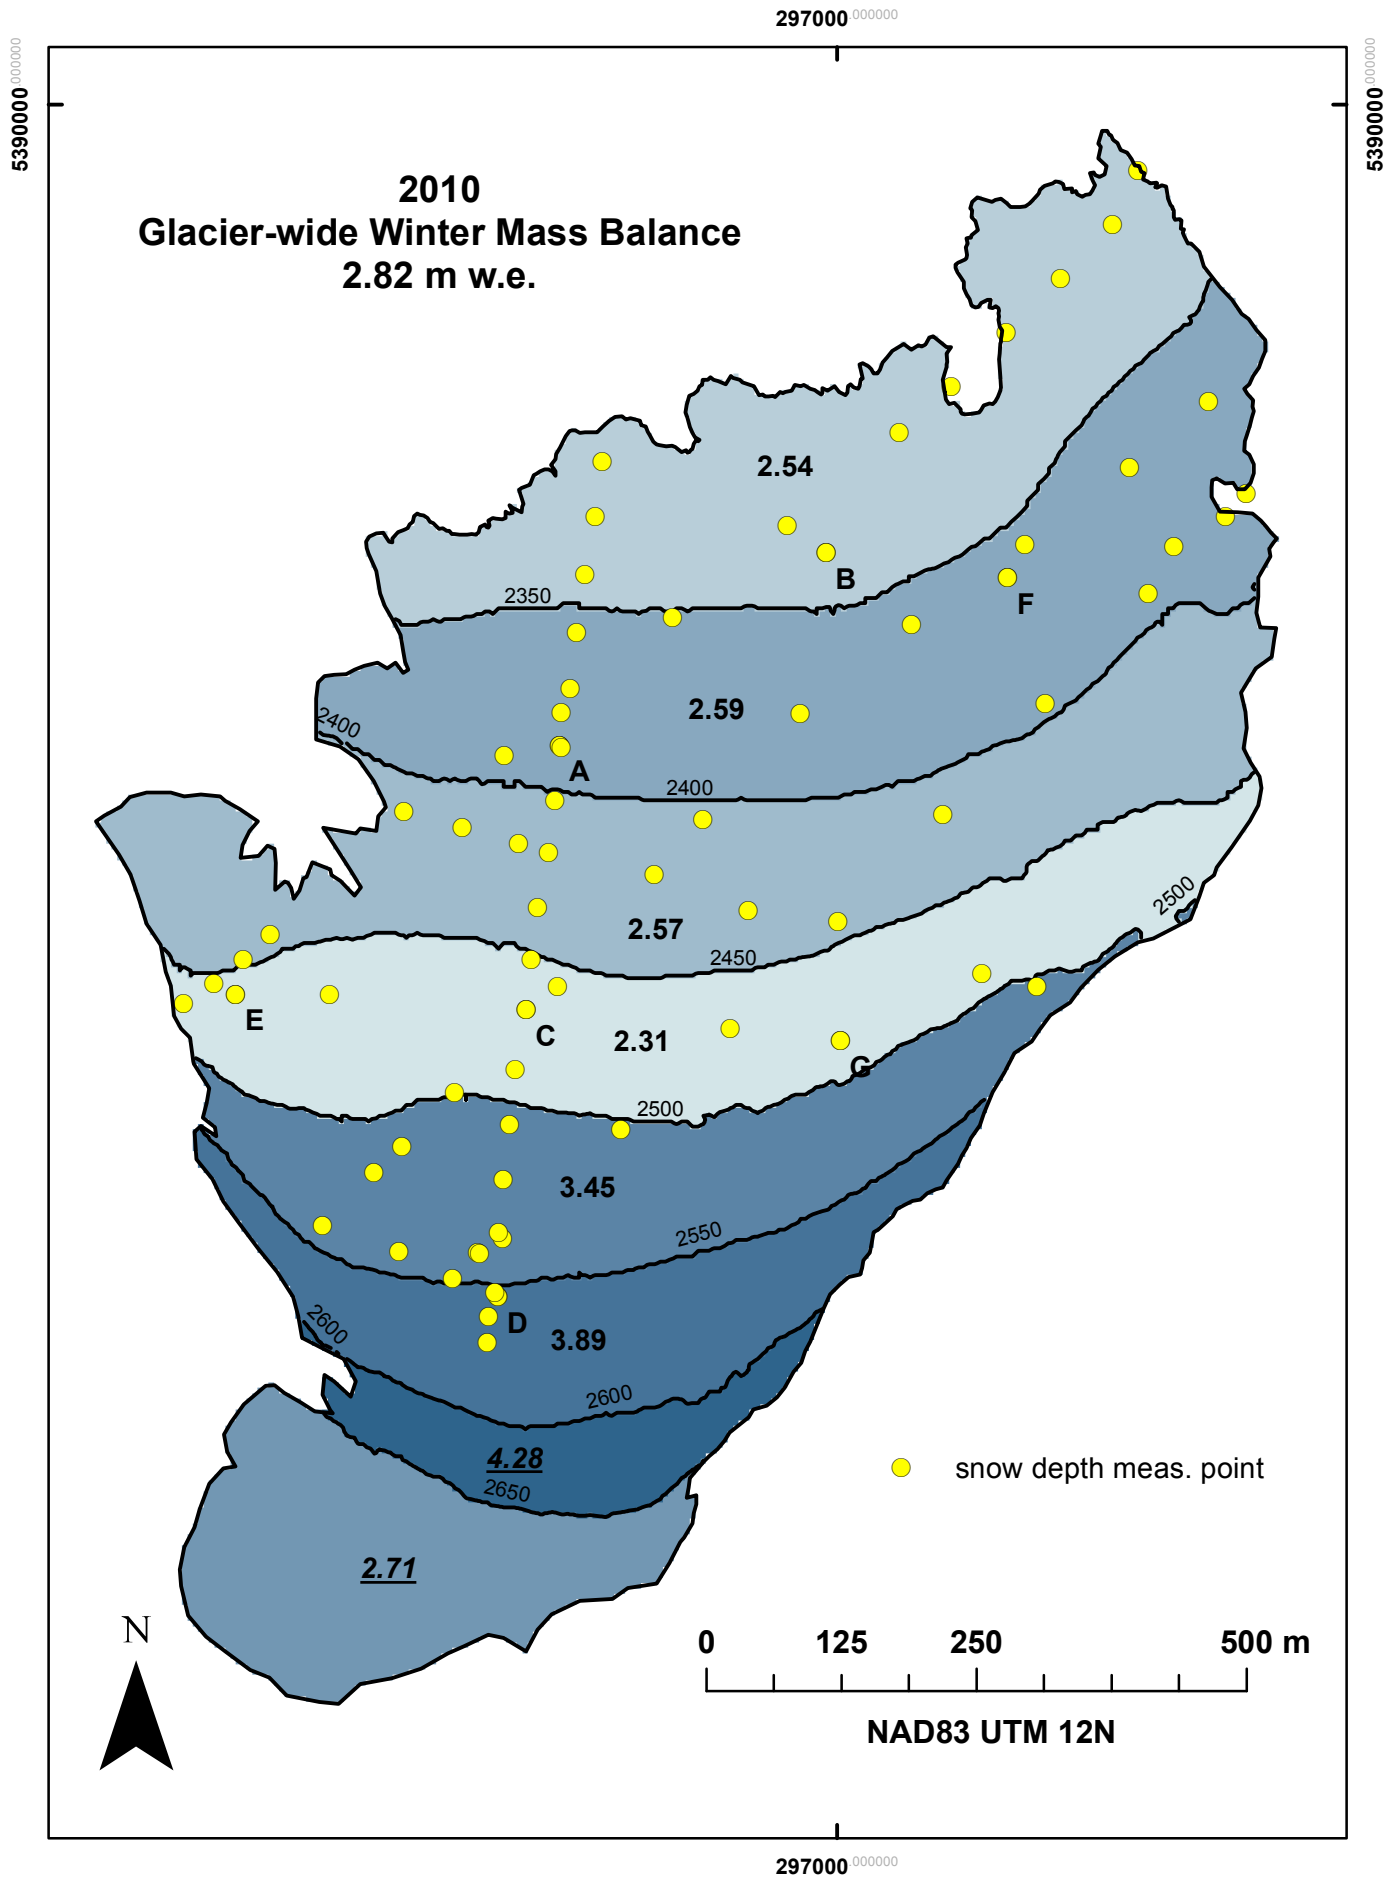 297000.000000
5390000.000000
5390000.000000
2010
Glacier-wide Winter Mass Balance
2.82 m w.e.
2.54
B
2350
F
2.59
2400
A
2400
2500
2.57
2450
E
C
2.31
G
2500
3.45
2550
2600
D
3.89
2600
4.28
snow depth meas. point
2650
2.71
N
0 125 250 500 m
NAD83 UTM 12N
297000.000000